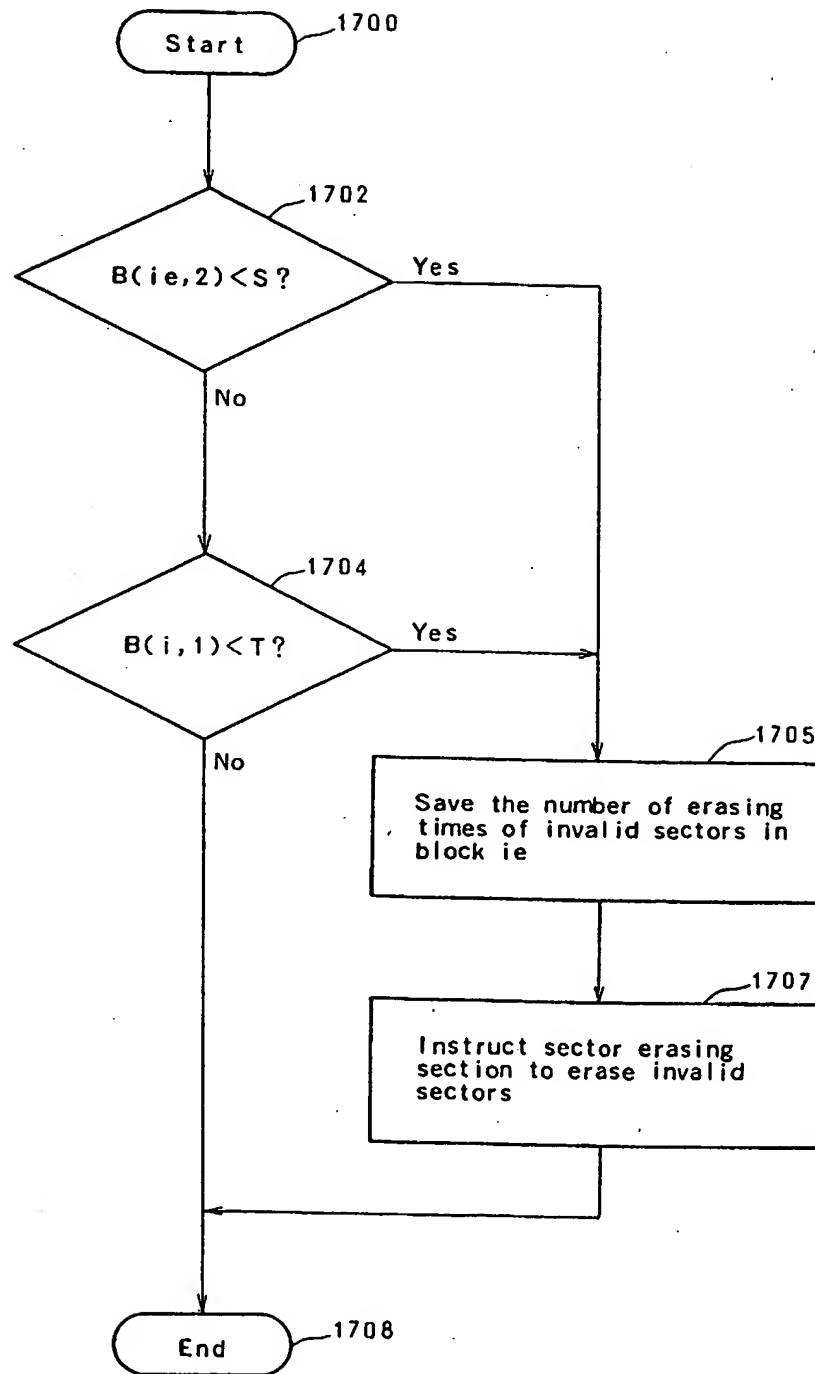 Start
1700
1702
B(ie,2)<S?
Yes
No
1704
B(i,1)<T?
Yes
No
1705
Save the number of erasing
times of invalid sectors in
block ie
1707
Instruct sector erasing
section to erase invalid
sectors
End
1708